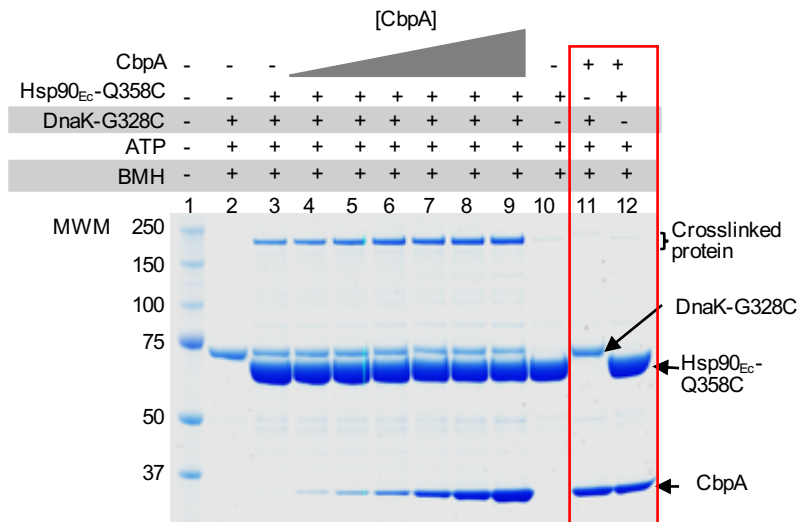 [CbpA]
CbpA - - - - + +
Hsp90Ec-Q358C - - + + + + + + + + - +
DnaK-G328C - + + + + + + + + - + -
ATP - + + + + + + + + + + +
BMH - + + + + + + + + + + +
1 2 3 4 5 6 7 8 9 10 11 12
MWM 250
150
100
75
50
37
Crosslinked
protein
DnaK-G328C
Hsp90Ec-
Q358C
CbpA